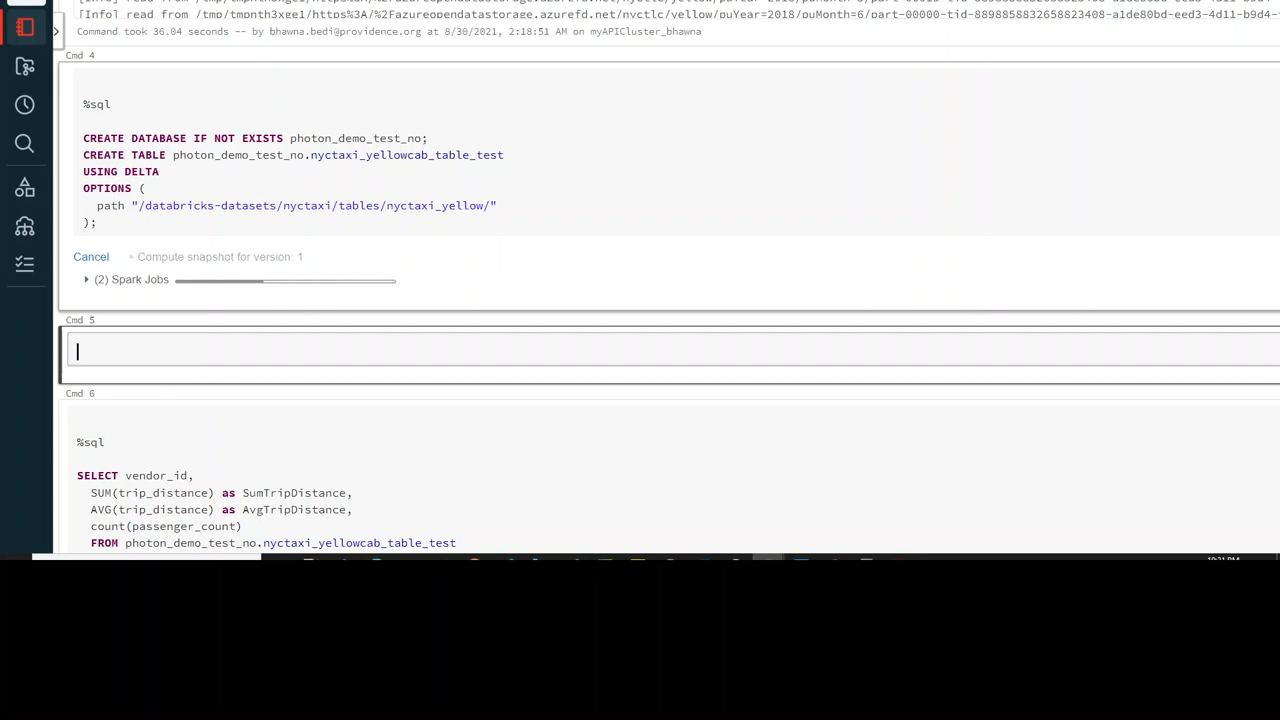 Command took 36.04 seconds -- by bhawna.bedi@providence.org at 8/30/2021, 2:18:51 AM on myAPICluster_bhawna
Cmd 4
%sql
CREATE DATABASE IF NOT EXISTS photon_demo_test_no;
CREATE TABLE photon_demo_test_no.nyctaxi_yellowcab_table_test
USING DELTA
OPTIONS (
path "/databricks-datasets/nyctaxi/tables/nyctaxi_yellow/"
);
Cancel • Compute snapshot for version: 1
(2) Spark Jobs
Cmd 5
Cmd 6
%sql
SELECT vendor_id,
SUM(trip_distance) as SumTripDistance,
AVG(trip_distance) as AvgTripDistance,
count(passenger_count)
FROM photon_demo_test_no.nyctaxi_yellowcab_table_test